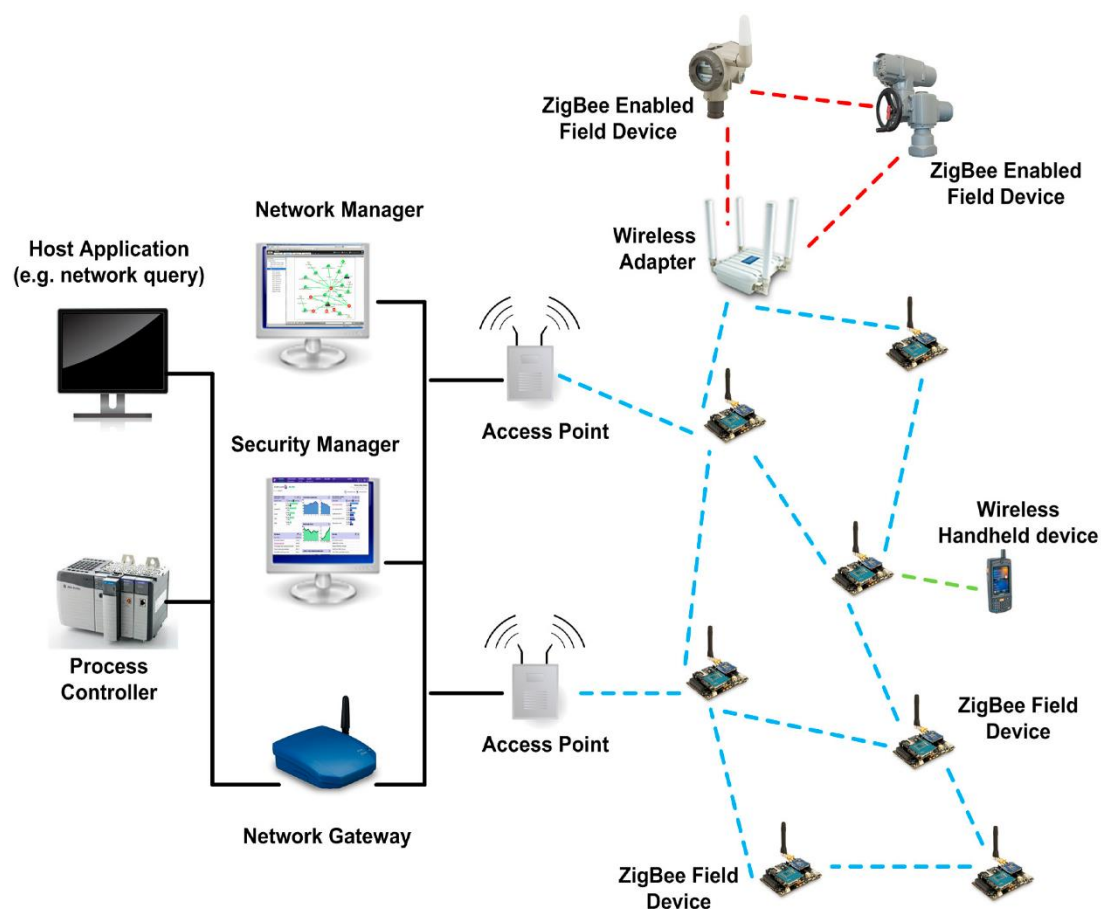 ZigBee Enabled
Field Device
ZigBee Enabled
Field Device
Network Manager
Wireless
Adapter
Host Application
(e.g. network query)
Access Point
Security Manager
Wireless
Handheld device
Process
Controller
ZigBee Field
Device
Access Point
Network Gateway
ZigBee Field
Device